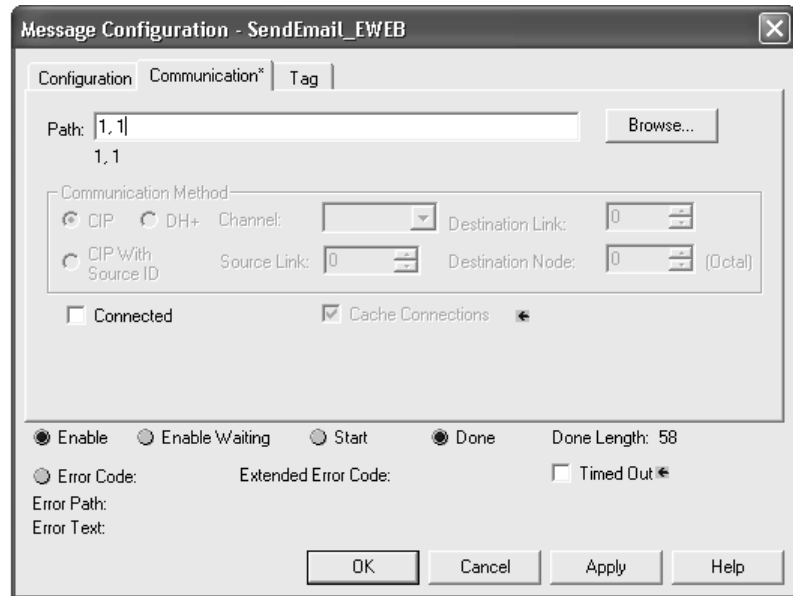 Message Configuration - SendEmail_EWEB
Configuration Communication* Tag
Path: 1, 1 Browse...
1, 1
Communication Method
CIP DH+ Channel: Destination Link: 0
CIP With Source ID Source Link: 0 Destination Node: 0 (Octal)
Connected Cache Connections
Enable Enable Waiting Start Done Done Length: 58
Error Code: Extended Error Code: Timed Out
Error Path:
Error Text:
OK Cancel Apply Help